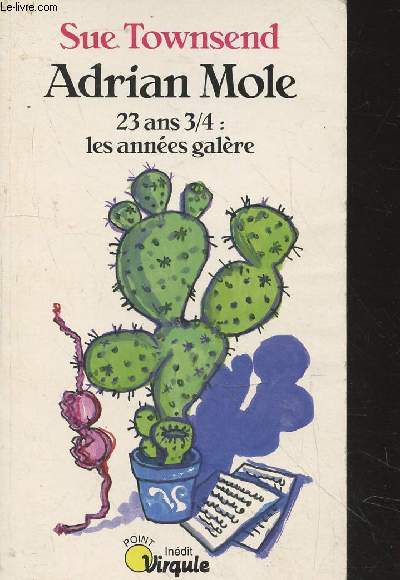 Le-livre.com
Sue Townsend
Adrian Mole
23 ans 3/4 :
les années galère
POINT
Inédit
Virgule